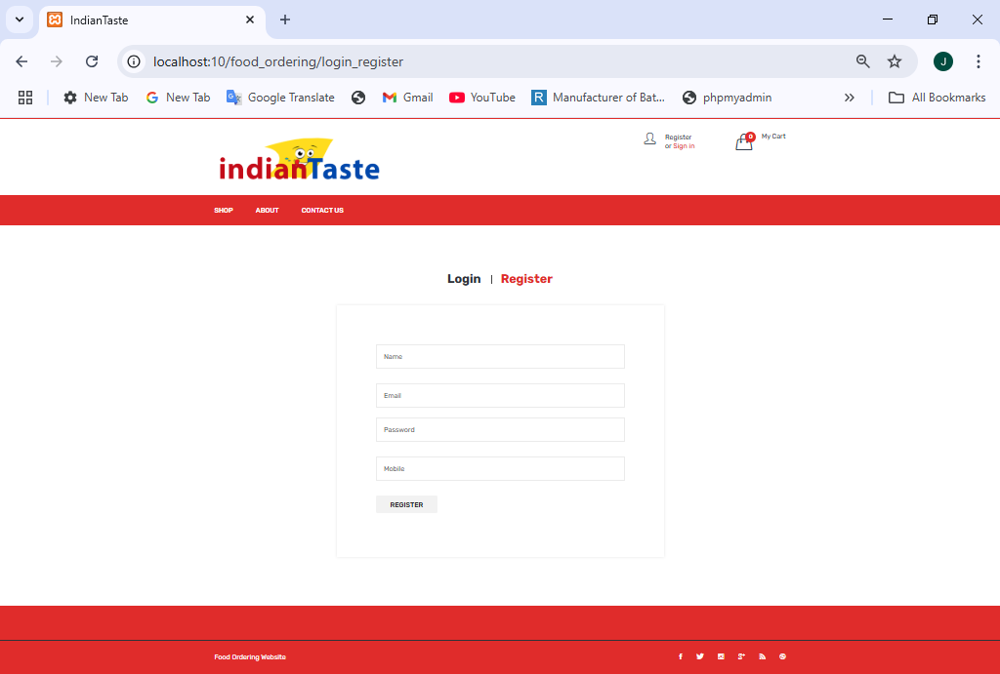 IndianTaste
localhost:10/food_ordering/login_register
J
New Tab
New Tab
Google Translate
Gmail
YouTube
Manufacturer of Bat...
phpmyadmin
All Bookmarks
indianTaste
Register
or Sign in
0
My Cart
SHOP ABOUT CONTACT US
Login | Register
Name
Email
Password
Mobile
REGISTER
Food Ordering Website